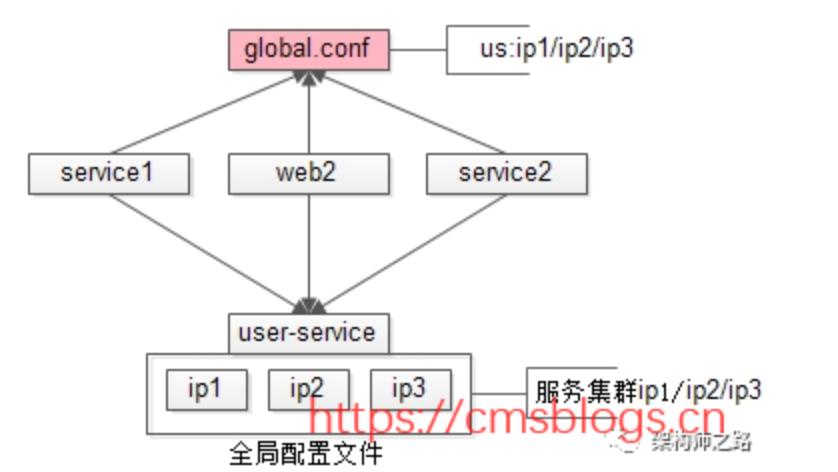 global.conf
us:ip1/ip2/ip3
service1
web2
service2
user-service
ip1
ip2
ip3
服务集群ip1/ip2/ip3
https://cmsblogs.cn
架构师之路
全局配置文件